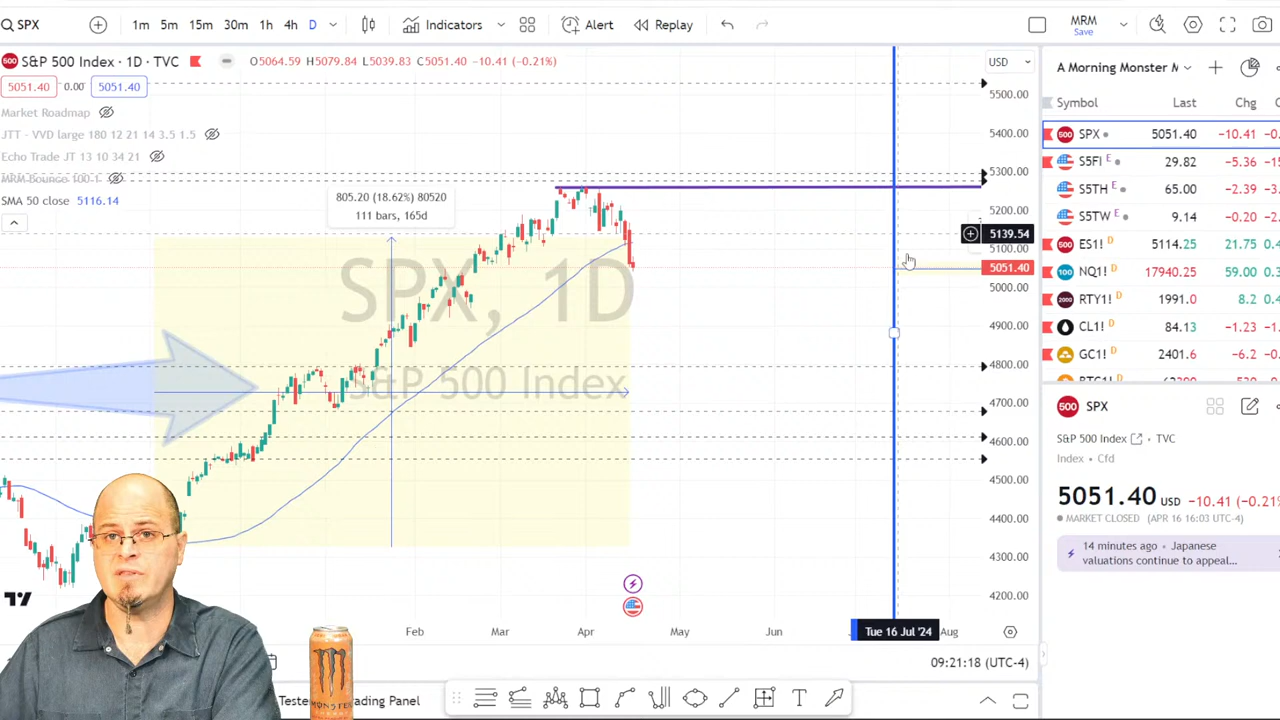 SPX 1m 5m 15m 30m 1h 4h D Indicators Alert Replay MRM
Save
S&P 500 Index · 1D · TVC O5064.59 H5079.84 L5039.83 C5051.40 -10.41 (-0.21%)
5051.40 0.00 5051.40
Market Roadmap
JTT - VVD large 180 12 21 14 3.5 1.5
Echo Trade JT 13 10 34 21
MRM Bounce 100-1
SMA 50 close 5116.14
805.20 (18.62%) 80520
111 bars, 165d
SPX, 1D
S&P 500 Index
USD
5500.00
5400.00
5300.00
5200.00
5139.54
5100.00
5051.40
5000.00
4900.00
4800.00
4700.00
4600.00
4500.00
4400.00
4300.00
4200.00
Feb Mar Apr May Jun Tue 16 Jul '24 Aug
09:21:18 (UTC-4)
A Morning Monster M
Symbol Last Chg
SPX 5051.40 -10.41
S5FI E 29.82 -5.36
S5TH E 65.00 -2.39
S5TW E 9.14 -0.20
ES1! D 5114.25 21.75
NQ1! D 17940.25 59.00
RTY1! D 1991.0 8.2
CL1! D 84.13 -1.23
GC1! D 2401.6 -6.2
500 SPX
S&P 500 Index · TVC
Index · Cfd
5051.40 USD -10.41 (-0.21%
MARKET CLOSED (APR 16 16:03 UTC-4)
14 minutes ago · Japanese
valuations continue to appeal...
MONSTER